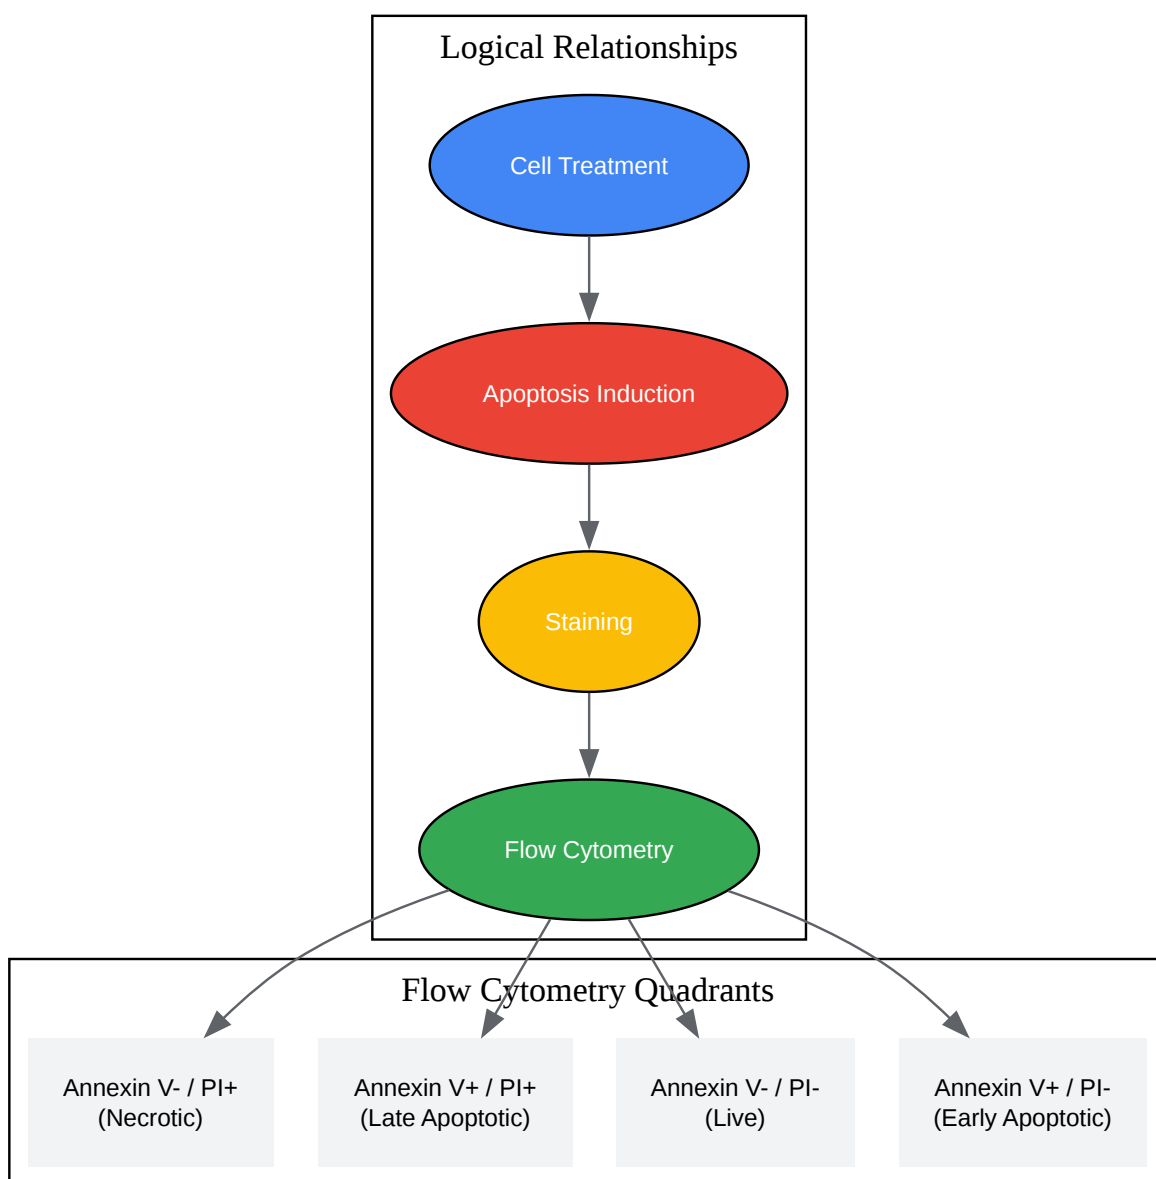 Logical Relationships
Cell Treatment
Apoptosis Induction
Staining
Flow Cytometry
Flow Cytometry Quadrants
Annexin V- / PI+
(Necrotic)
Annexin V+ / PI+
(Late Apoptotic)
Annexin V- / PI-
(Live)
Annexin V+ / PI-
(Early Apoptotic)